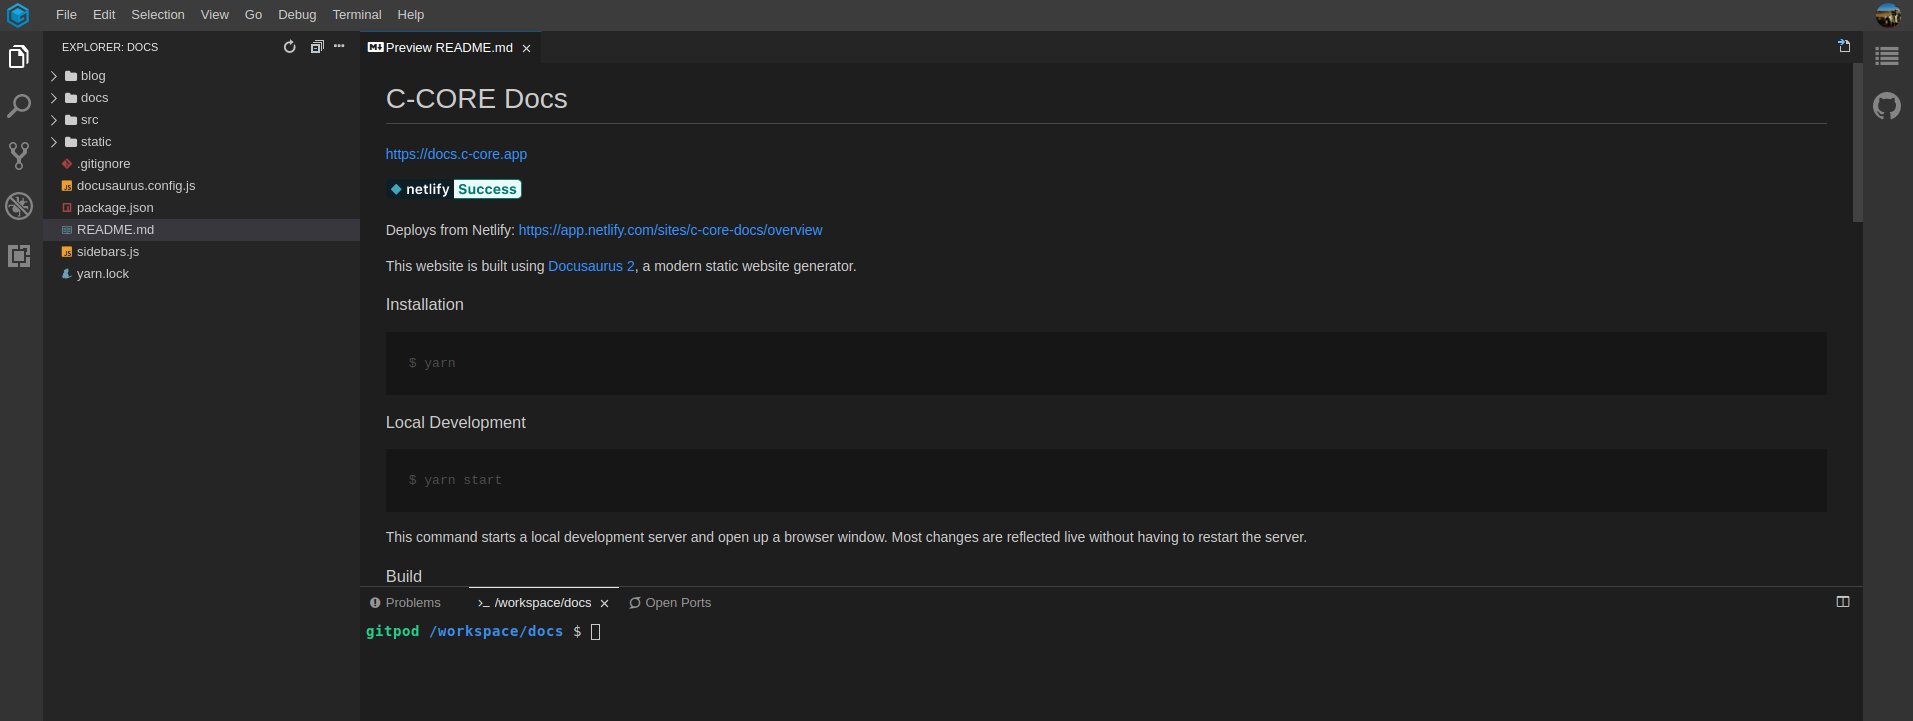 File Edit Selection View Go Debug Terminal Help
EXPLORER: DOCS
blog
docs
src
static
.gitignore
JS docusaurus.config.js
package.json
README.md
JS sidebars.js
yarn.lock
Preview README.md
C-CORE Docs
https://docs.c-core.app
netlify Success
Deploys from Netlify: https://app.netlify.com/sites/c-core-docs/overview
This website is built using Docusaurus 2, a modern static website generator.
Installation
$ yarn
Local Development
$ yarn start
This command starts a local development server and open up a browser window. Most changes are reflected live without having to restart the server.
Build
Problems >_ /workspace/docs Open Ports
gitpod /workspace/docs $